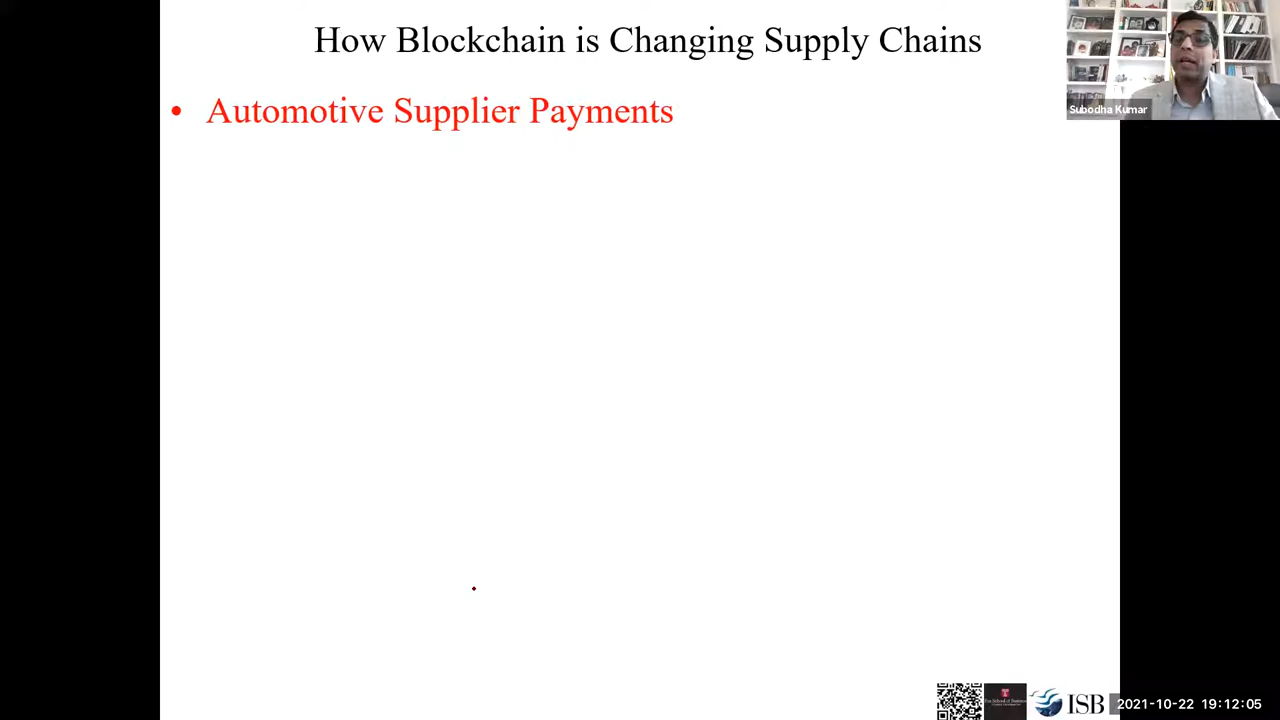 How Blockchain is Changing Supply Chains
Subodha Kumar
• Automotive Supplier Payments
ISB
2021-10-22 19:12:05